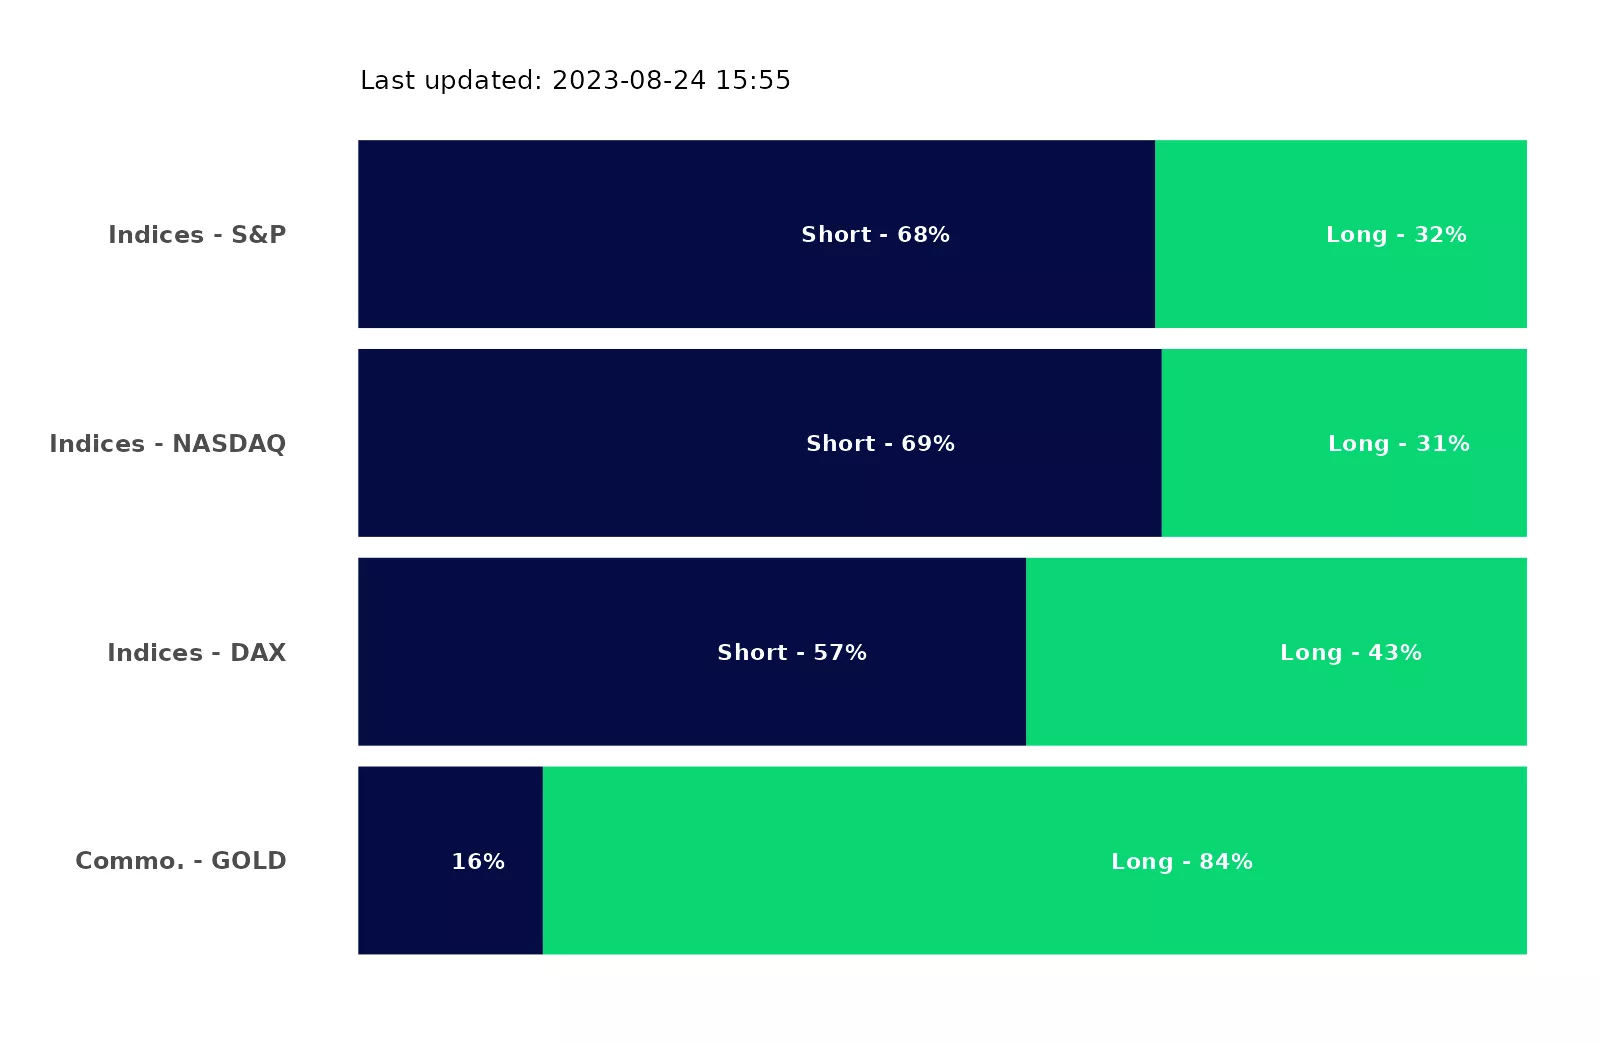 Last updated: 2023-08-24 15:55
Indices - S&P Short - 68% Long - 32%
Indices - NASDAQ Short - 69% Long - 31%
Indices - DAX Short - 57% Long - 43%
Commo. - GOLD 16% Long - 84%